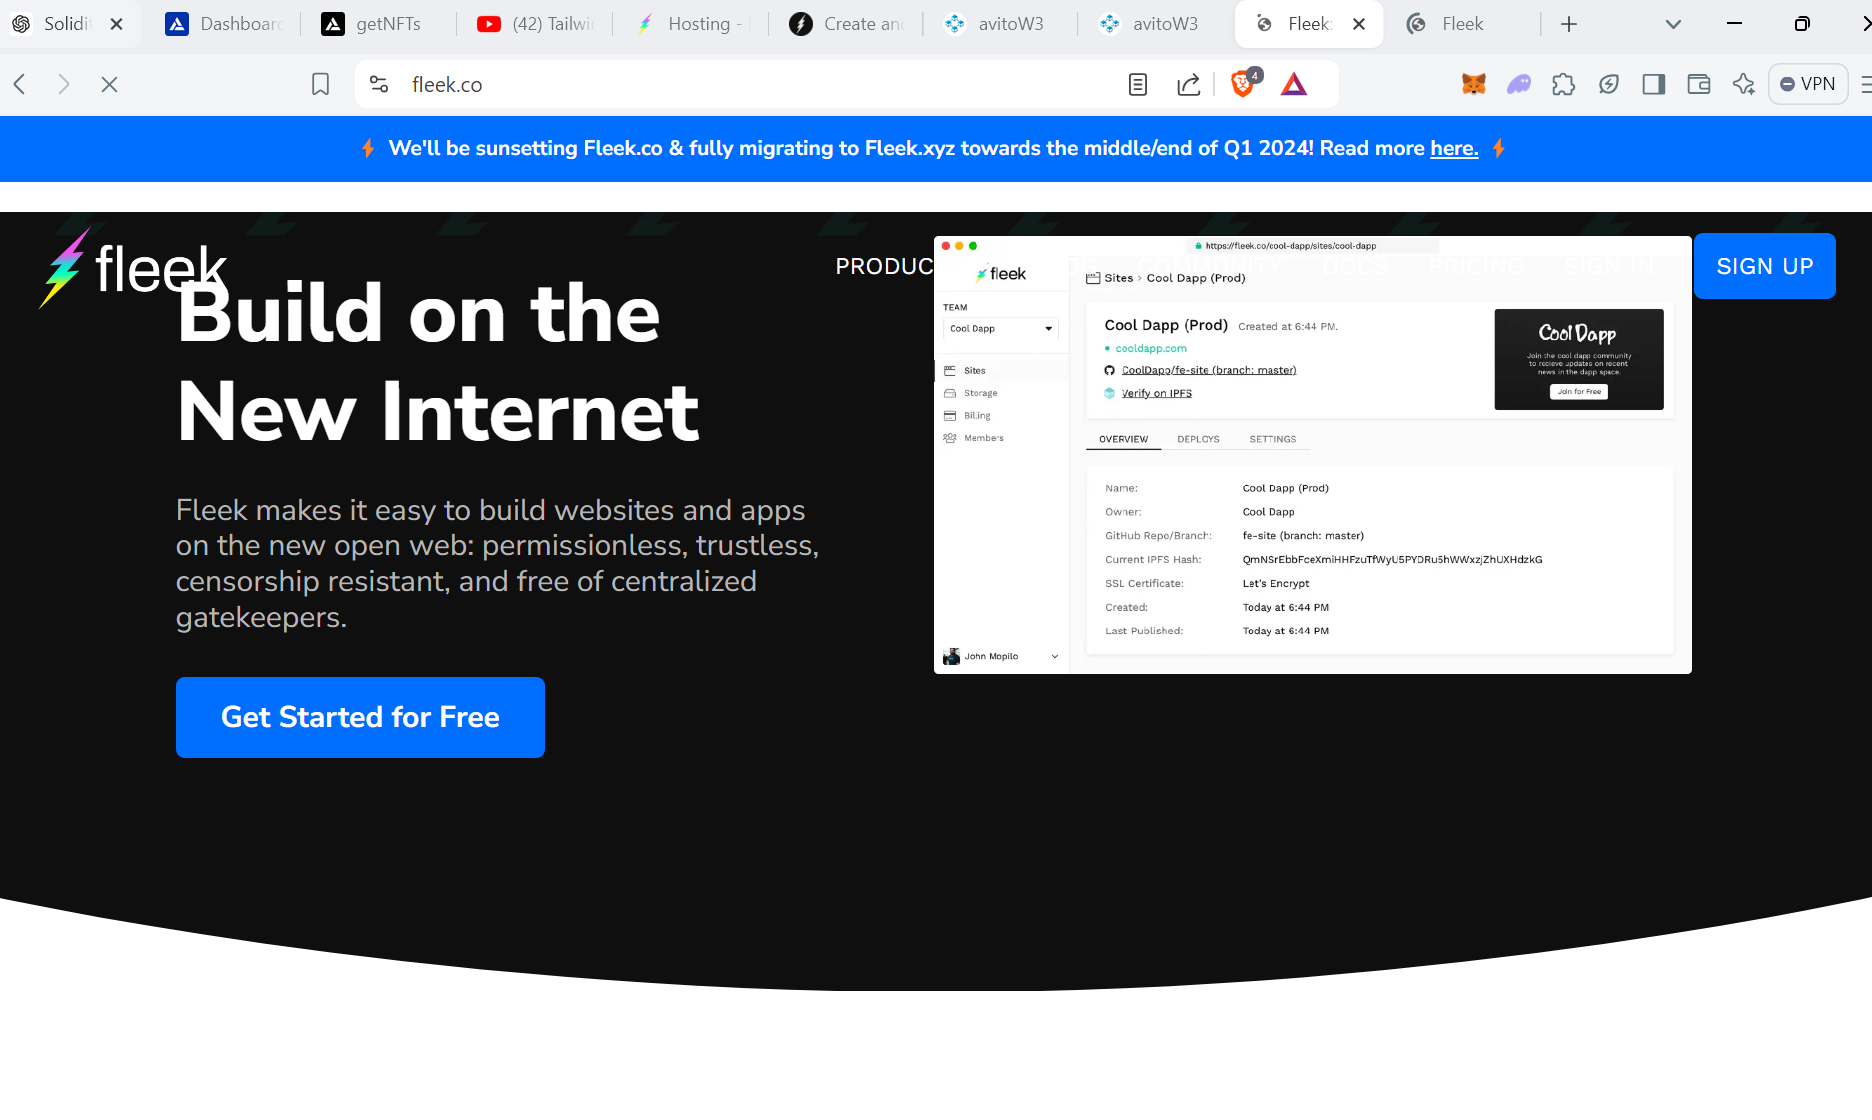 Solidi
Dashboard
getNFTs
(42) Tailwi
Hosting -
Create an
avitoW3
avitoW3
Fleek:
Fleek
fleek.co
4
VPN
We'll be sunsetting Fleek.co & fully migrating to Fleek.xyz towards the middle/end of Q1 2024! Read more here.
fleek
PRODUC
COMMUNITY
DOCS
PRICING
SIGN IN
SIGN UP
Build on the
New Internet
Fleek makes it easy to build websites and apps
on the new open web: permissionless, trustless,
censorship resistant, and free of centralized
gatekeepers.
Get Started for Free
https://fleek.co/cool-dapp/sites/cool-dapp
fleek
TEAM
Cool Dapp
Sites
Storage
Billing
Members
John Mopilo
Sites › Cool Dapp (Prod)
Cool Dapp (Prod) Created at 6:44 PM.
cooldapp.com
CoolDapp/fe-site (branch: master)
Verify on IPFS
Cool Dapp
Join the cool dapp community
to recieve updates on recent
news in the dapp space.
Join for Free
OVERVIEW DEPLOYS SETTINGS
Name: Cool Dapp (Prod)
Owner: Cool Dapp
GitHub Repo/Branch: fe-site (branch: master)
Current IPFS Hash: QmNSrEbbFceXmiHHFzuTfWyU5PYDRu5hWWxzjZhUXHdzkG
SSL Certificate: Let's Encrypt
Created: Today at 6:44 PM
Last Published: Today at 6:44 PM